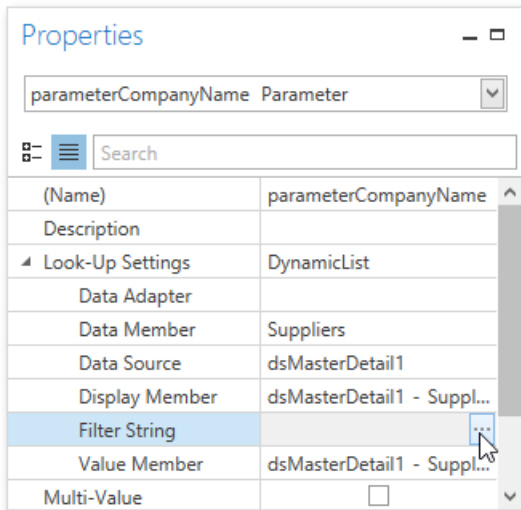 Properties
parameterCompanyName Parameter
Search
(Name) parameterCompanyName
Description
Look-Up Settings DynamicList
Data Adapter
Data Member Suppliers
Data Source dsMasterDetail1
Display Member dsMasterDetail1 - Suppl...
Filter String ...
Value Member dsMasterDetail1 - Suppl...
Multi-Value